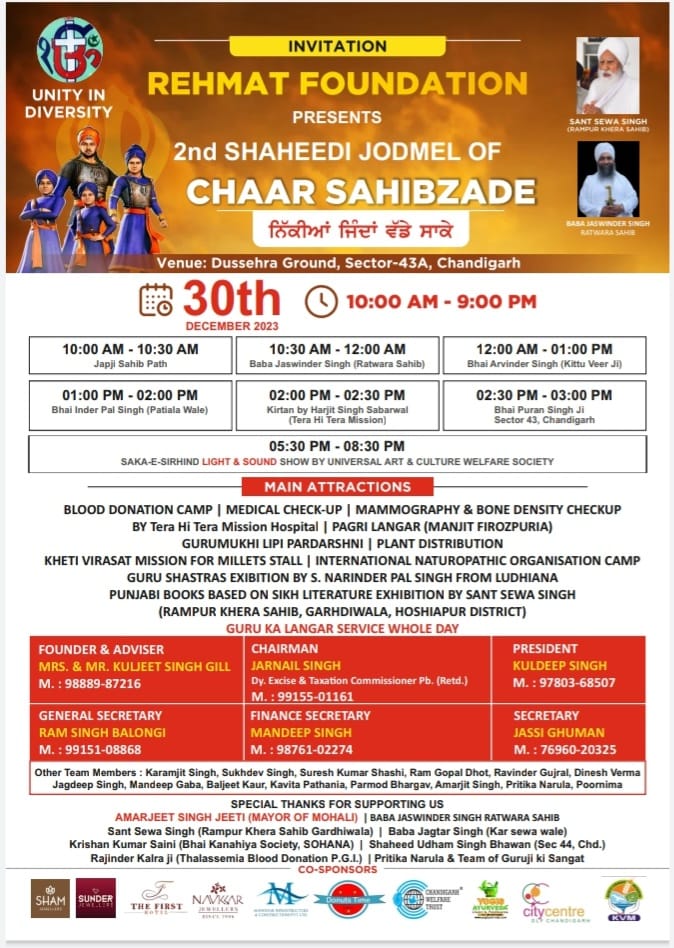 INVITATION
REHMAT FOUNDATION
PRESENTS
2nd SHAHEEDI JODMEL OF
CHAAR SAHIBZADE
ਨਿੱਕੀਆਂ ਜਿੰਦਾਂ ਵੱਡੇ ਸਾਕੇ
UNITY IN
DIVERSITY
SANT SEWA SINGH
(RAMPUR KHERA SAHIB)
BABA JASWINDER SINGH
RATWARA SAHIB
Venue: Dussehra Ground, Sector-43A, Chandigarh
30th
DECEMBER 2023
10:00 AM - 9:00 PM
10:00 AM - 10:30 AM
Japji Sahib Path
10:30 AM - 12:00 AM
Baba Jaswinder Singh (Ratwara Sahib)
12:00 AM - 01:00 PM
Bhai Arvinder Singh (Kittu Veer Ji)
01:00 PM - 02:00 PM
Bhai Inder Pal Singh (Patiala Wale)
02:00 PM - 02:30 PM
Kirtan by Harjit Singh Sabarwal
(Tera Hi Tera Mission)
02:30 PM - 03:00 PM
Bhai Puran Singh Ji
Sector 43, Chandigarh
05:30 PM - 08:30 PM
SAKA-E-SIRHIND LIGHT & SOUND SHOW BY UNIVERSAL ART & CULTURE WELFARE SOCIETY
MAIN ATTRACTIONS
BLOOD DONATION CAMP | MEDICAL CHECK-UP | MAMMOGRAPHY & BONE DENSITY CHECKUP
BY Tera Hi Tera Mission Hospital | PAGRI LANGAR (MANJIT FIROZPURIA)
GURUMUKHI LIPI PARDARSHNI | PLANT DISTRIBUTION
KHETI VIRASAT MISSION FOR MILLETS STALL | INTERNATIONAL NATUROPATHIC ORGANISATION CAMP
GURU SHASTRAS EXIBITION BY S. NARINDER PAL SINGH FROM LUDHIANA
PUNJABI BOOKS BASED ON SIKH LITERATURE EXHIBITION BY SANT SEWA SINGH
(RAMPUR KHERA SAHIB, GARHDIWALA, HOSHIAPUR DISTRICT)
GURU KA LANGAR SERVICE WHOLE DAY
FOUNDER & ADVISER
MRS. & MR. KULJEET SINGH GILL
M. : 98889-87216
CHAIRMAN
JARNAIL SINGH
Dy. Excise & Taxation Commissioner Pb. (Retd.)
M. : 99155-01161
PRESIDENT
KULDEEP SINGH
M. : 97803-68507
GENERAL SECRETARY
RAM SINGH BALONGI
M. : 99151-08868
FINANCE SECRETARY
MANDEEP SINGH
M. : 98761-02274
SECRETARY
JASSI GHUMAN
M. : 76960-20325
Other Team Members : Karamjit Singh, Sukhdev Singh, Suresh Kumar Shashi, Ram Gopal Dhot, Ravinder Gujral, Dinesh Verma
Jagdeep Singh, Mandeep Gaba, Baljeet Kaur, Kavita Pathania, Parmod Bhargav, Amarjit Singh, Pritika Narula, Poornima
SPECIAL THANKS FOR SUPPORTING US
AMARJEET SINGH JEETI (MAYOR OF MOHALI) | BABA JASWINDER SINGH RATWARA SAHIB
Sant Sewa Singh (Rampur Khera Sahib Gardhiwala) | Baba Jagtar Singh (Kar sewa wale)
Krishan Kumar Saini (Bhai Kanahiya Society, SOHANA) | Shaheed Udham Singh Bhawan (Sec 44, Chd.)
Rajinder Kalra ji (Thalassemia Blood Donation P.G.I.) | Pritika Narula & Team of Guruji ki Sangat
CO-SPONSORS
SHAM
JEWELLERS
SUNDER
JEWELLERS
THE FIRST
HOTEL
NAVKAR
JEWELLERS
SINCE 1996
Donuts Time
CHANDIGARH
WELFARE
TRUST
YOGIS
AYURVEDA
citycentre
DLF CHANDIGARH
KVM